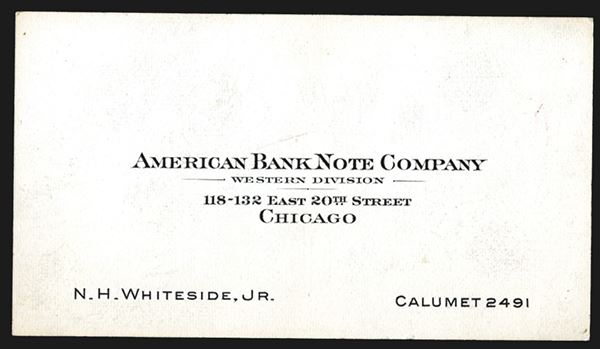 American Bank Note Company
Western Division
118-132 East 20th Street
Chicago
N.H. Whiteside, Jr.
Calumet 2491